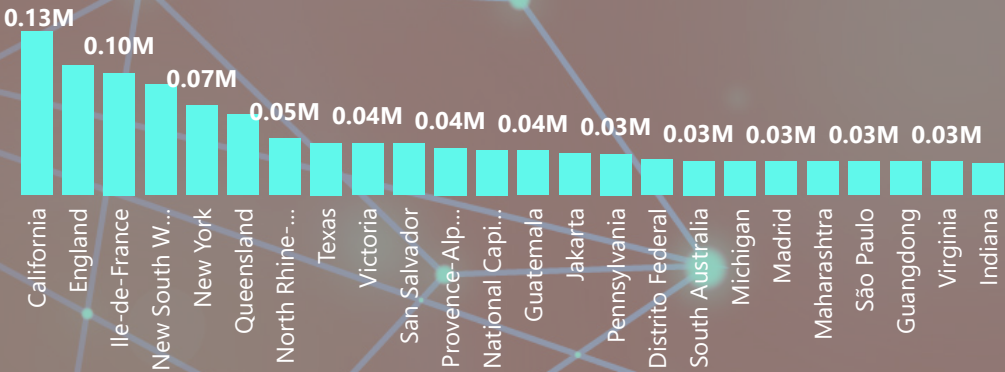 0.13M
0.10M
0.07M
0.05M
0.04M
0.04M
0.04M
0.03M
0.03M
0.03M
0.03M
0.03M
California
England
Ile-de-France
New South W...
New York
Queensland
North Rhine-...
Texas
Victoria
San Salvador
Provence-Alp...
National Capi...
Guatemala
Jakarta
Pennsylvania
Distrito Federal
South Australia
Michigan
Madrid
Maharashtra
São Paulo
Guangdong
Virginia
Indiana